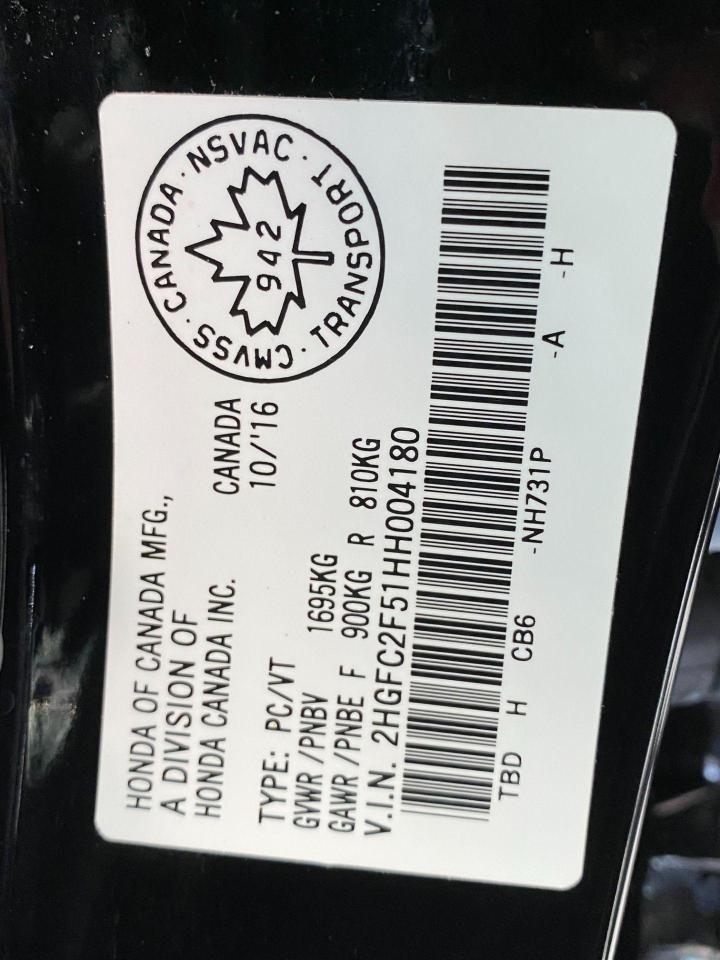 HONDA OF CANADA MFG.,
A DIVISION OF
HONDA CANADA INC.
CANADA
10/'16
TYPE: PC/VT
GVWR/PNBV 1695KG
GAWR/PNBE F 900KG R 810KG
V.I.N. 2HGFC2F51HH004180
TBD H CB6 -NH731P -A -H
CMVSS · CANADA · NSVAC · TRANSPORT ·
942